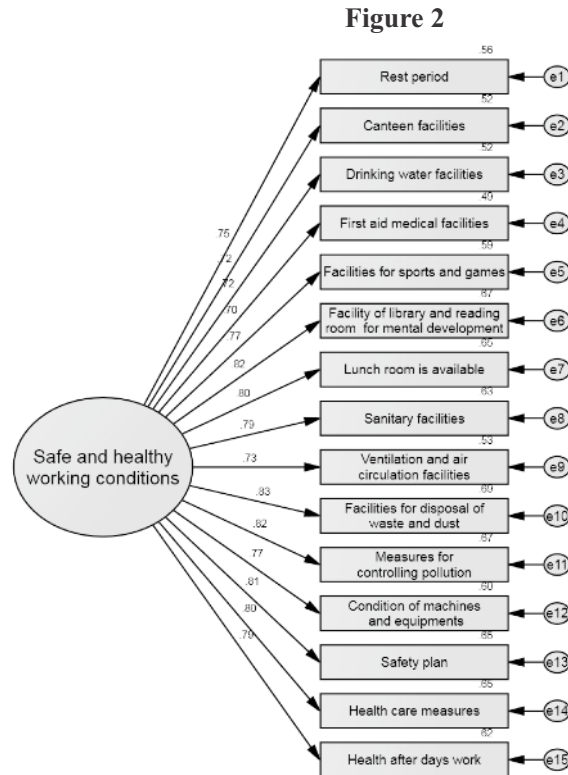 Figure 2
.56
Rest period
e1
.52
Canteen facilities
e2
.52
Drinking water facilities
e3
.49
First aid medical facilities
e4
.59
Facilities for sports and games
e5
.67
Facility of library and reading
room for mental development
e6
.65
Lunch room is available
e7
.63
Sanitary facilities
e8
.53
Ventilation and air
circulation facilities
e9
.69
Facilities for disposal of
waste and dust
e10
.67
Measures for
controlling pollution
e11
.60
Condition of machines
and equipments
e12
.65
Safety plan
e13
.65
Health care measures
e14
.62
Health after days work
e15
.75
.72
.72
.70
.77
.82
.80
.79
.73
.83
.82
.77
.81
.80
.79
Safe and healthy
working conditions